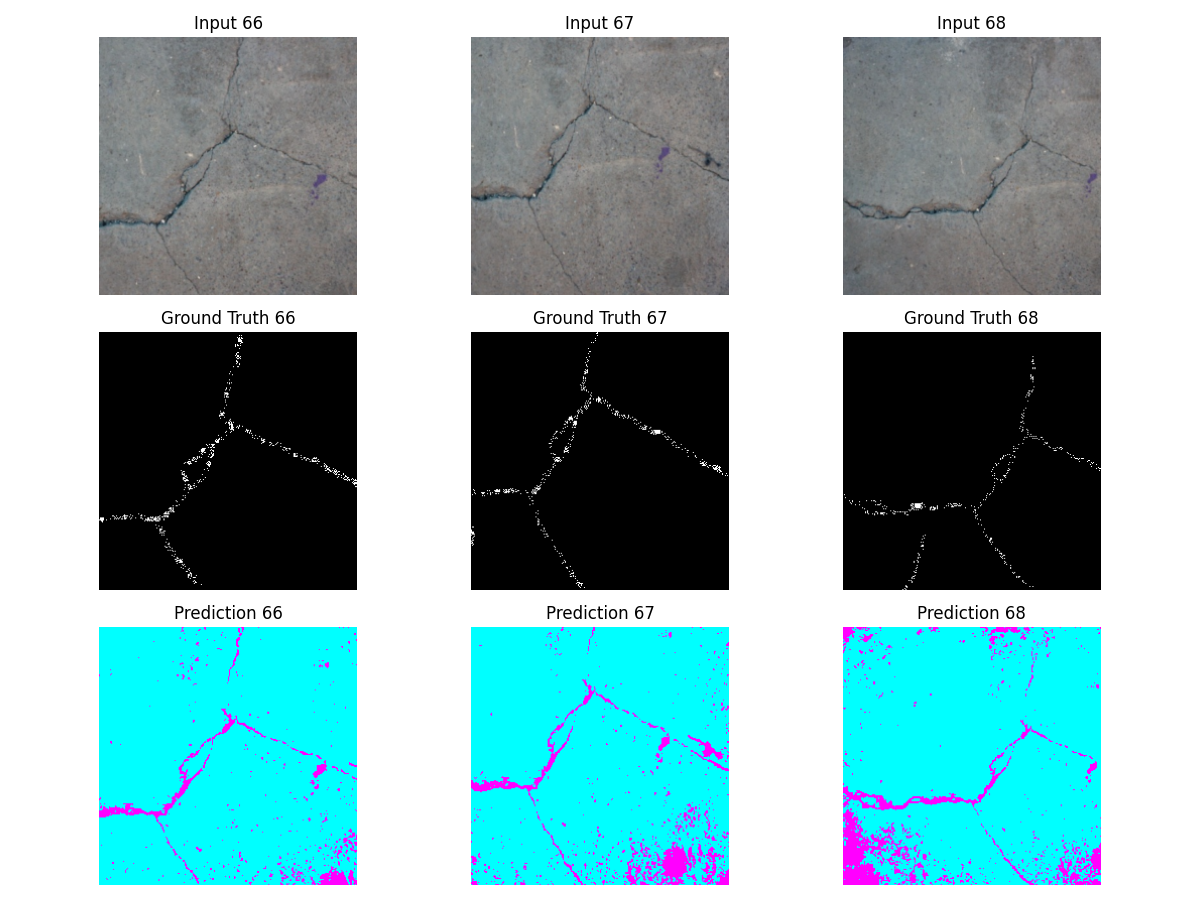 Input 66
Input 67
Input 68
Ground Truth 66
Ground Truth 67
Ground Truth 68
Prediction 66
Prediction 67
Prediction 68